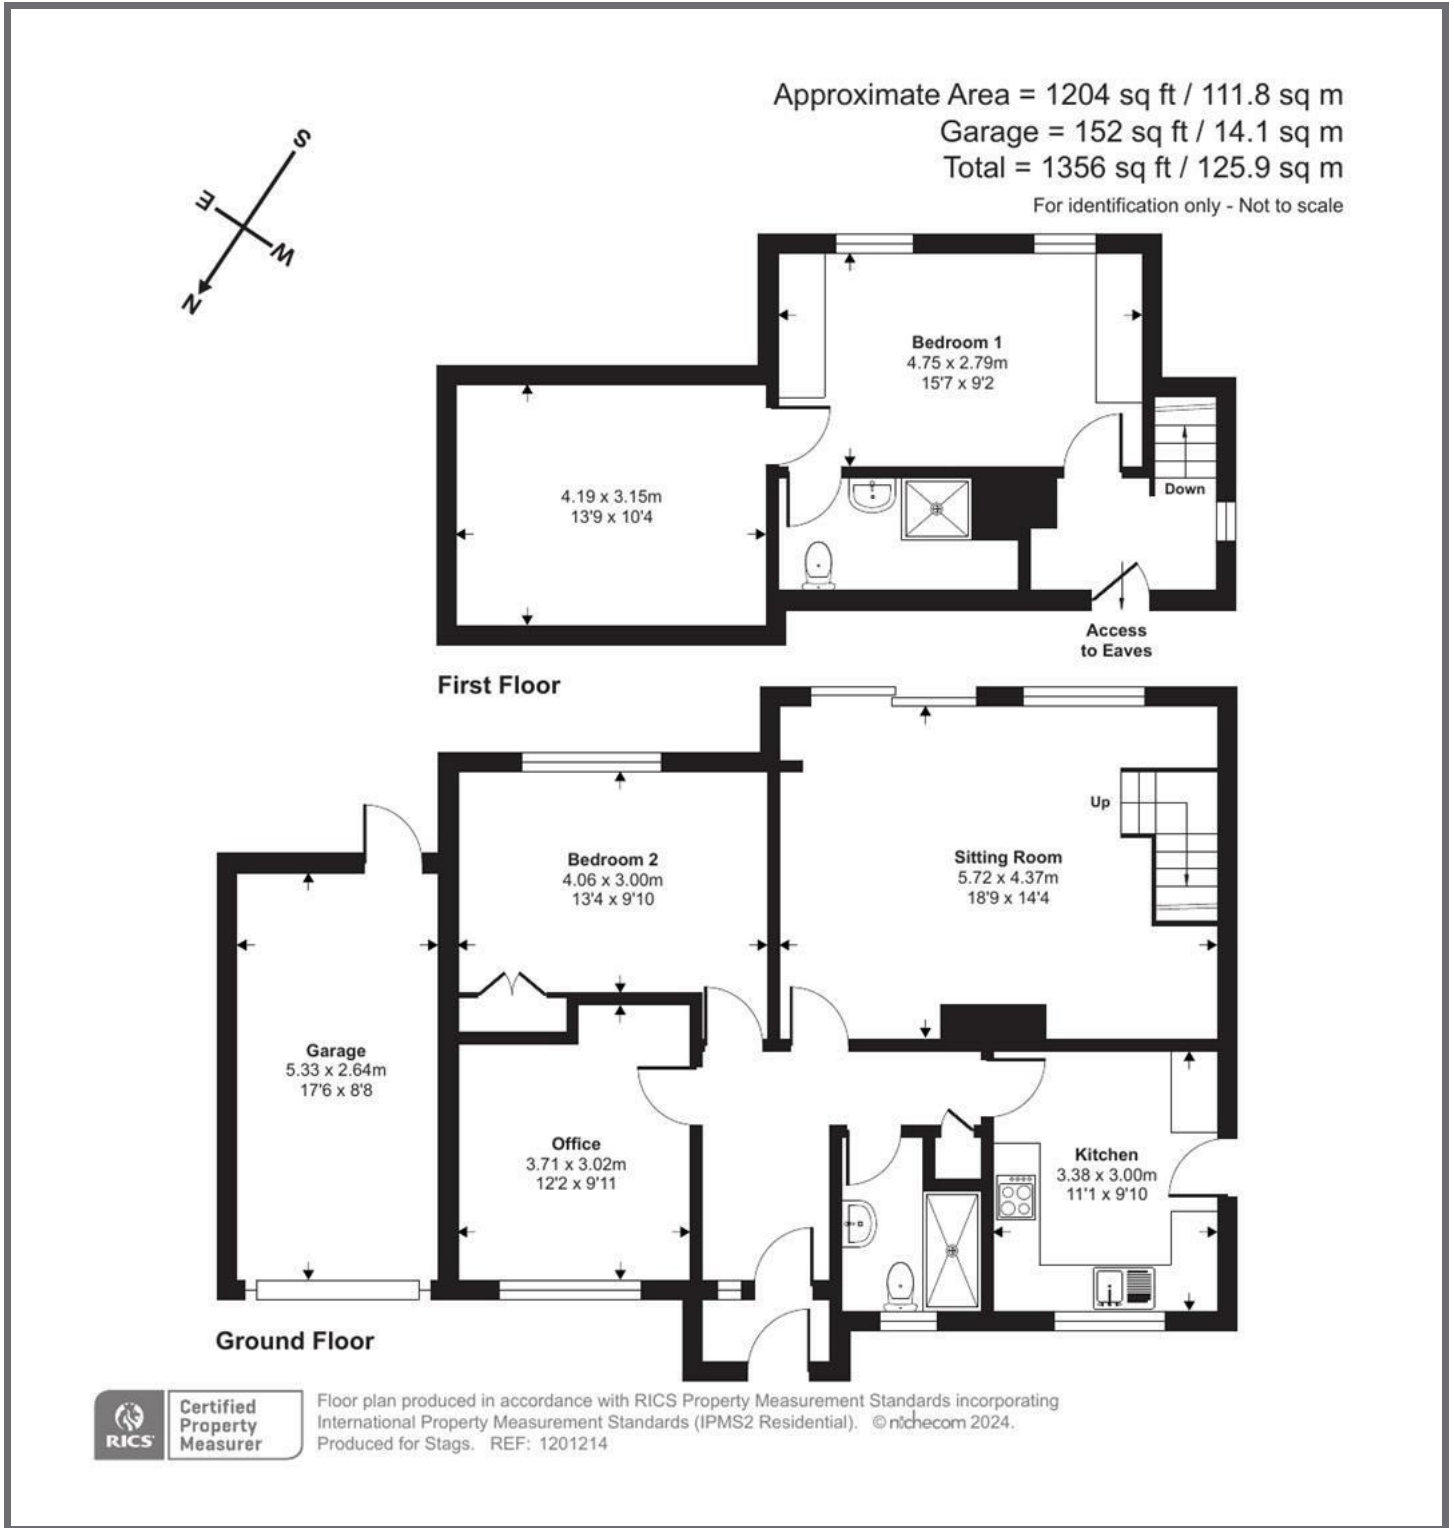 Approximate Area = 1204 sq ft / 111.8 sq m
Garage = 152 sq ft / 14.1 sq m
Total = 1356 sq ft / 125.9 sq m
For identification only - Not to scale
S
E
W
N
Bedroom 1
4.75 x 2.79m
15'7 x 9'2
4.19 x 3.15m
13'9 x 10'4
Down
Access
to Eaves
First Floor
Up
Bedroom 2
4.06 x 3.00m
13'4 x 9'10
Sitting Room
5.72 x 4.37m
18'9 x 14'4
Garage
5.33 x 2.64m
17'6 x 8'8
Office
3.71 x 3.02m
12'2 x 9'11
Kitchen
3.38 x 3.00m
11'1 x 9'10
Ground Floor
RICS
Certified
Property
Measurer
Floor plan produced in accordance with RICS Property Measurement Standards incorporating
International Property Measurement Standards (IPMS2 Residential). © nichecom 2024.
Produced for Stags. REF: 1201214